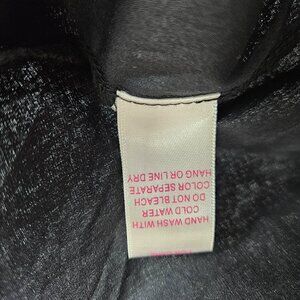 HAND WASH WITH
COLD WATER
DO NOT BLEACH
COLOR SEPARATE
HANG OR LINE DRY